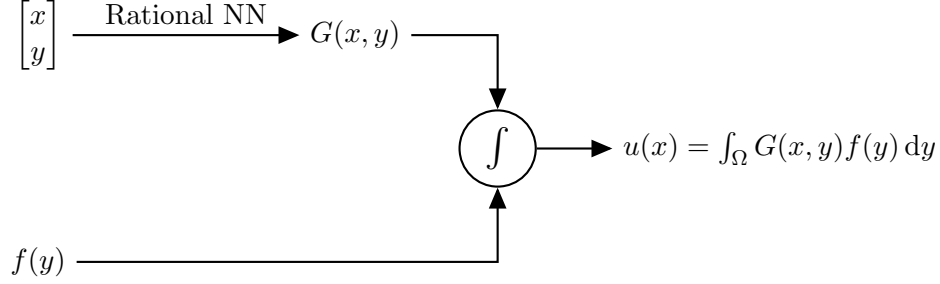 [x y]
Rational NN
G(x, y)
∫
u(x) = ∫_Ω G(x, y)f(y) dy
f(y)